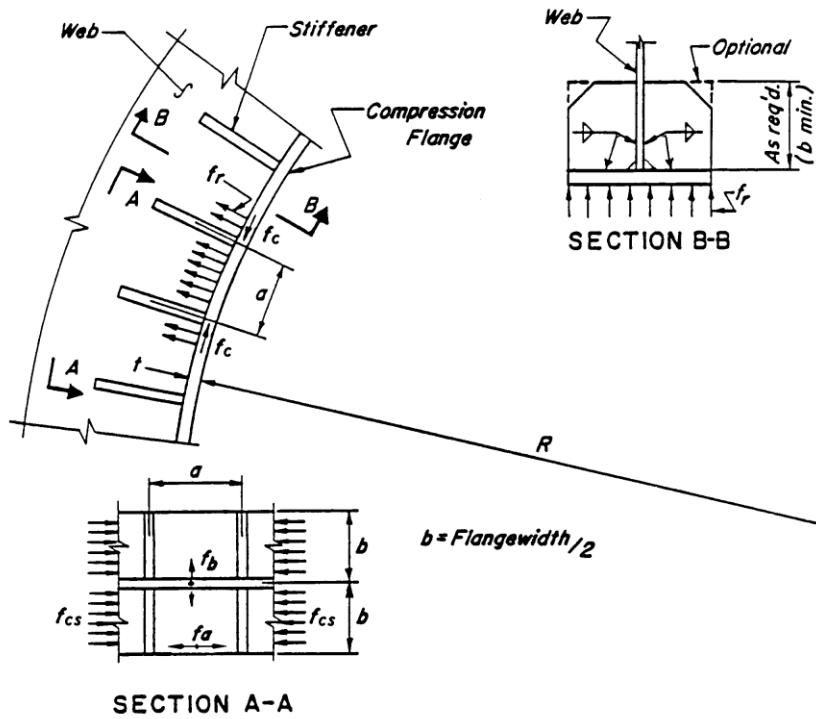 Web
Stiffener
Compression
Flange
B
A
fr
fc
B
a
fc
t
A
R
Web
Optional
As req'd.
(b min.)
fr
SECTION B-B
a
b
fb
b = Flangewidth/2
fcs
fcs
fa
b
SECTION A-A